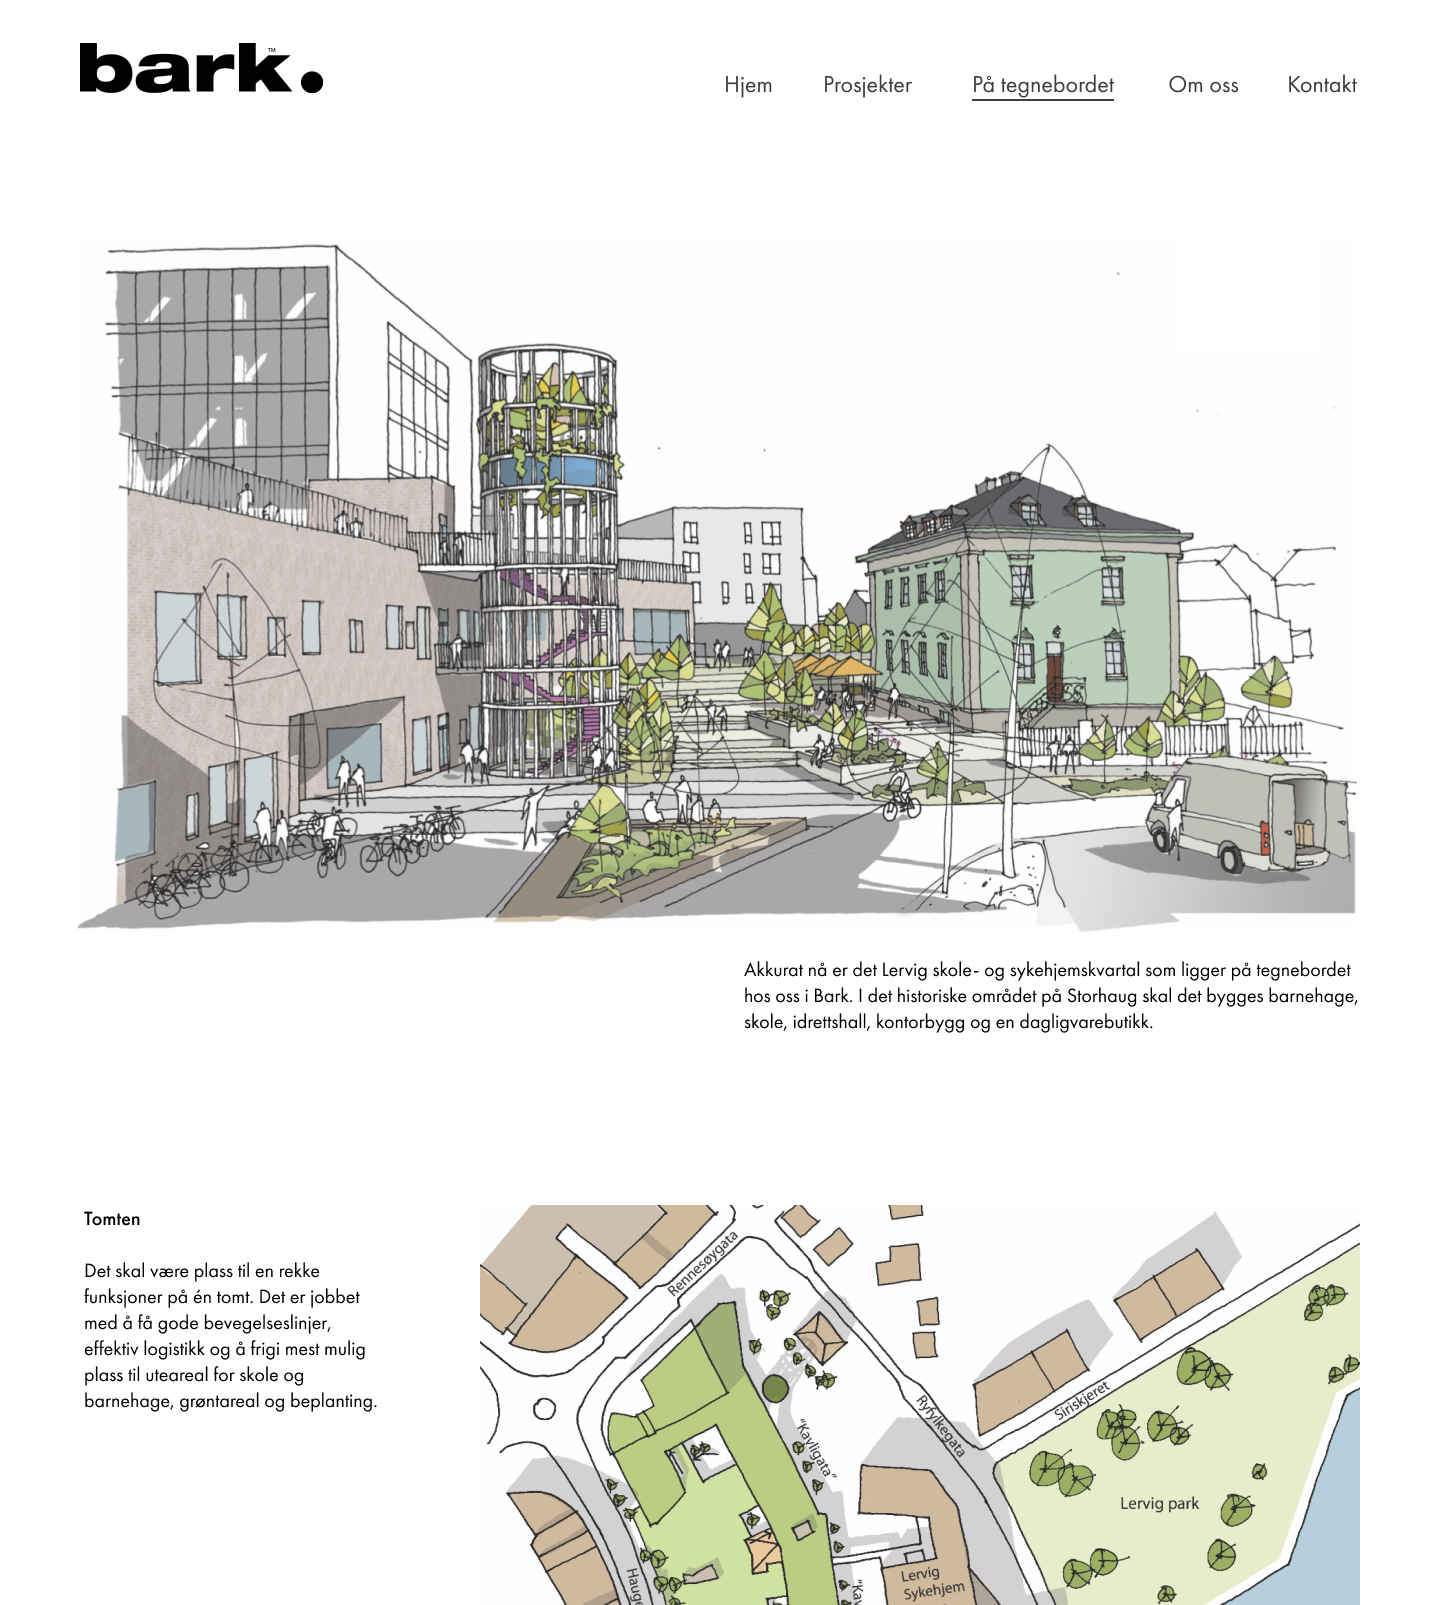 bark.™
Hjem Prosjekter På tegnebordet Om oss Kontakt
Akkurat nå er det Lervig skole- og sykehjemskvartal som ligger på tegnebordet
hos oss i Bark. I det historiske området på Storhaug skal det bygges barnehage,
skole, idrettshall, kontorbygg og en dagligvarebutikk.
Tomten
Det skal være plass til en rekke
funksjoner på én tomt. Det er jobbet
med å få gode bevegelseslinjer,
effektiv logistikk og å frigi mest mulig
plass til uteareal for skole og
barnehage, grøntareal og beplanting.
Rennesøygata
Ryfylkegata
Siriskjeret
"Kavligata"
Lervig park
Lervig
Sykehjem